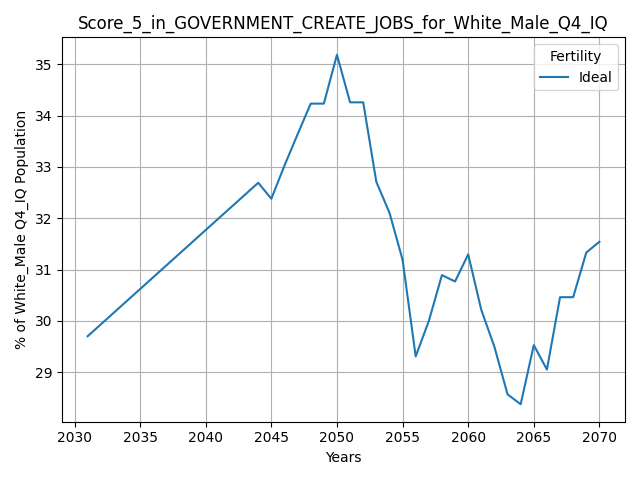 Score_5_in_GOVERNMENT_CREATE_JOBS_for_White_Male_Q4_IQ
Fertility
Ideal
% of White_Male Q4_IQ Population
35
34
33
32
31
30
29
2030 2035 2040 2045 2050 2055 2060 2065 2070
Years